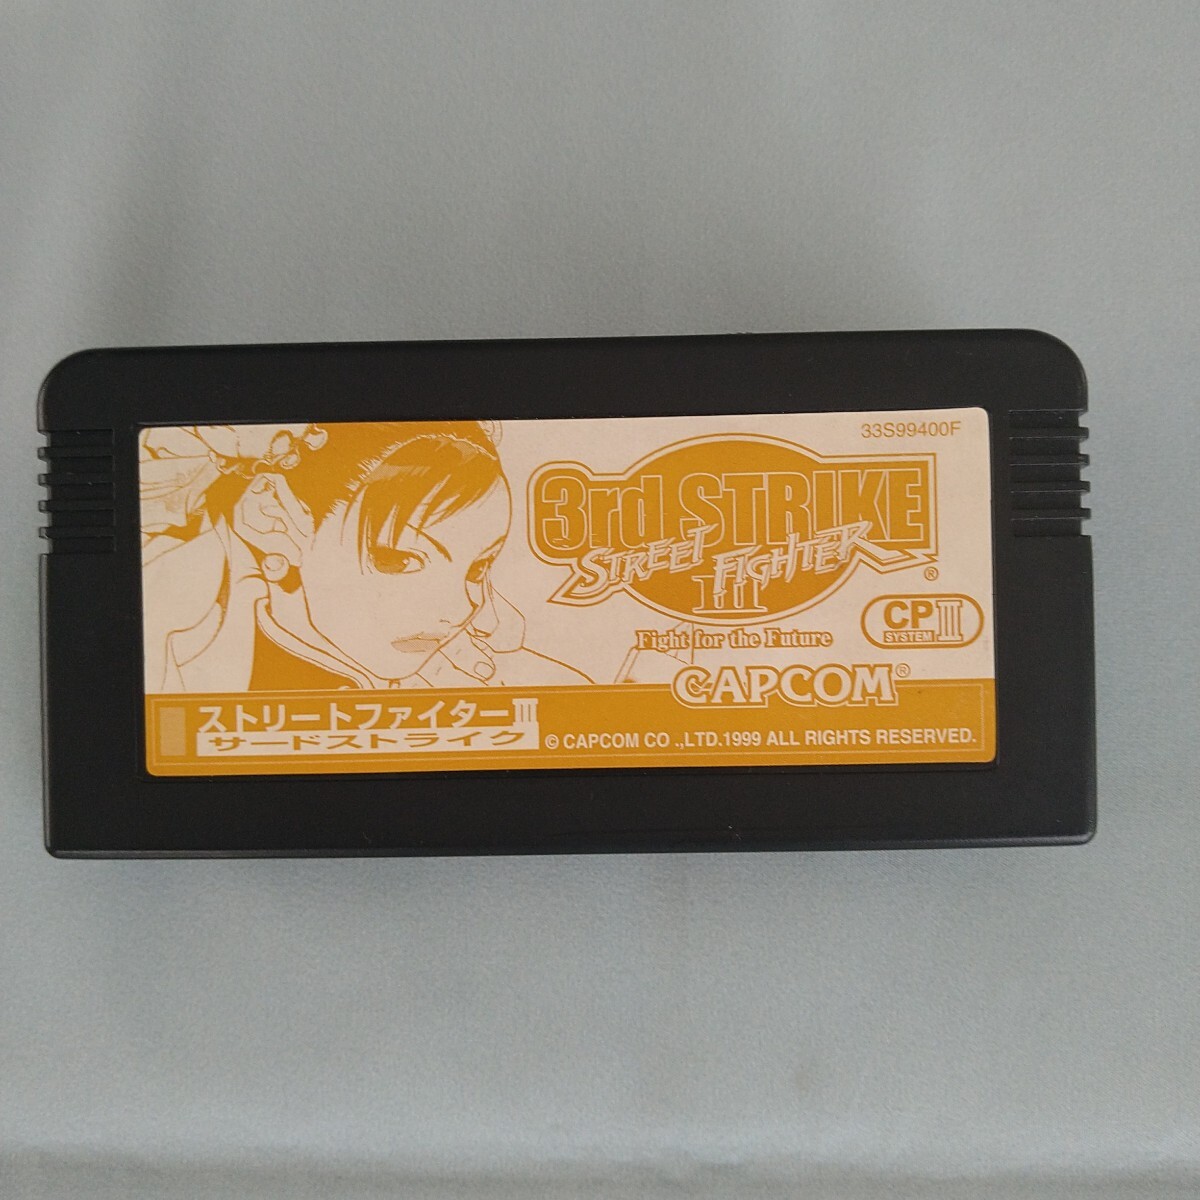 33S99400F
3rd STRIKE
STREET FIGHTER
III
®
Fight for the Future
CP SYSTEM III
CAPCOM®
ストリートファイターIII
サードストライク
© CAPCOM CO .,LTD.1999 ALL RIGHTS RESERVED.